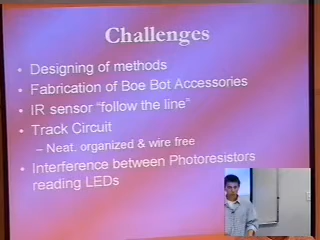 Challenges
• Designing of methods
• Fabrication of Boe Bot Accessories
• IR sensor “follow the line”
• Track Circuit
– Neat, organized & wire free
• Interference between Photoresistors
reading LEDs